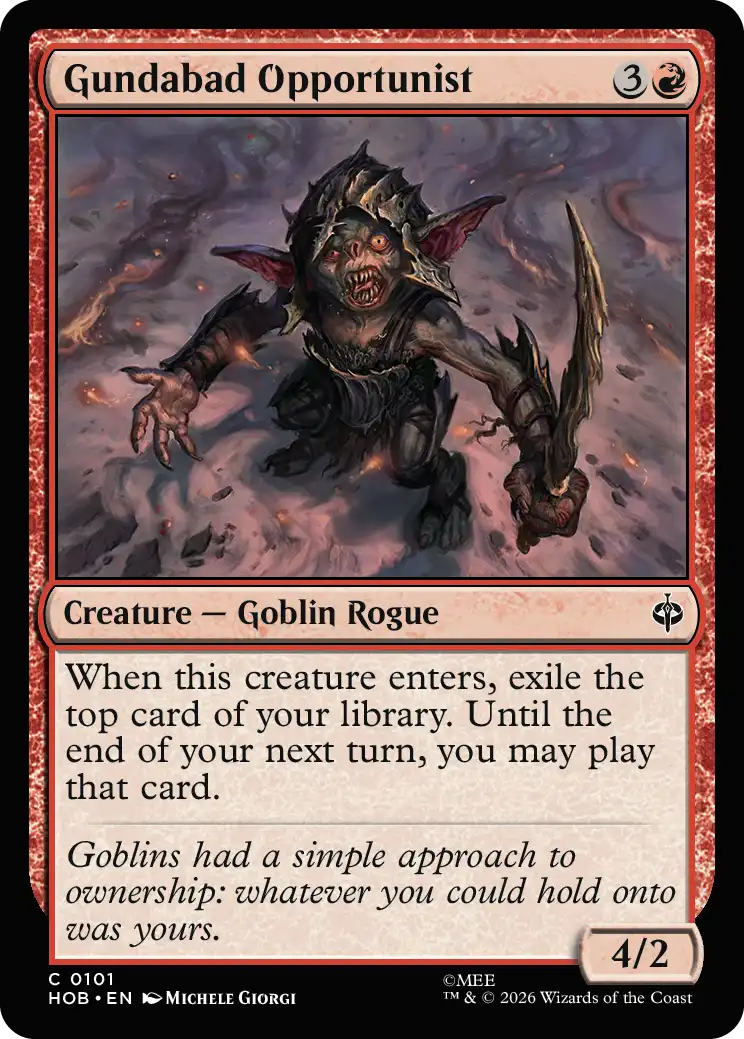 Gundabad Opportunist 3
Creature — Goblin Rogue
When this creature enters, exile the
top card of your library. Until the
end of your next turn, you may play
that card.
Goblins had a simple approach to
ownership: whatever you could hold onto
was yours.
4/2
C 0101
HOB • EN Michele Giorgi
©MEE
™ & © 2026 Wizards of the Coast